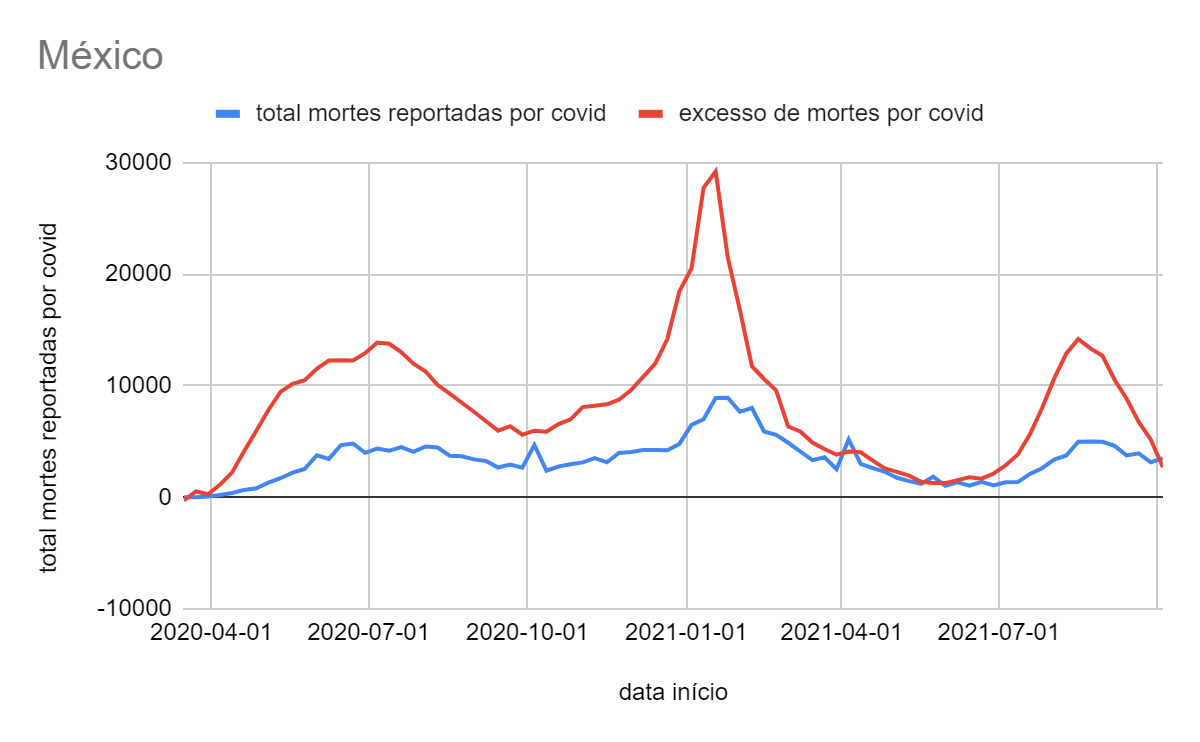 México
total mortes reportadas por covid
excesso de mortes por covid
total mortes reportadas por covid
30000
20000
10000
0
-10000
2020-04-01
2020-07-01
2020-10-01
2021-01-01
2021-04-01
2021-07-01
data início